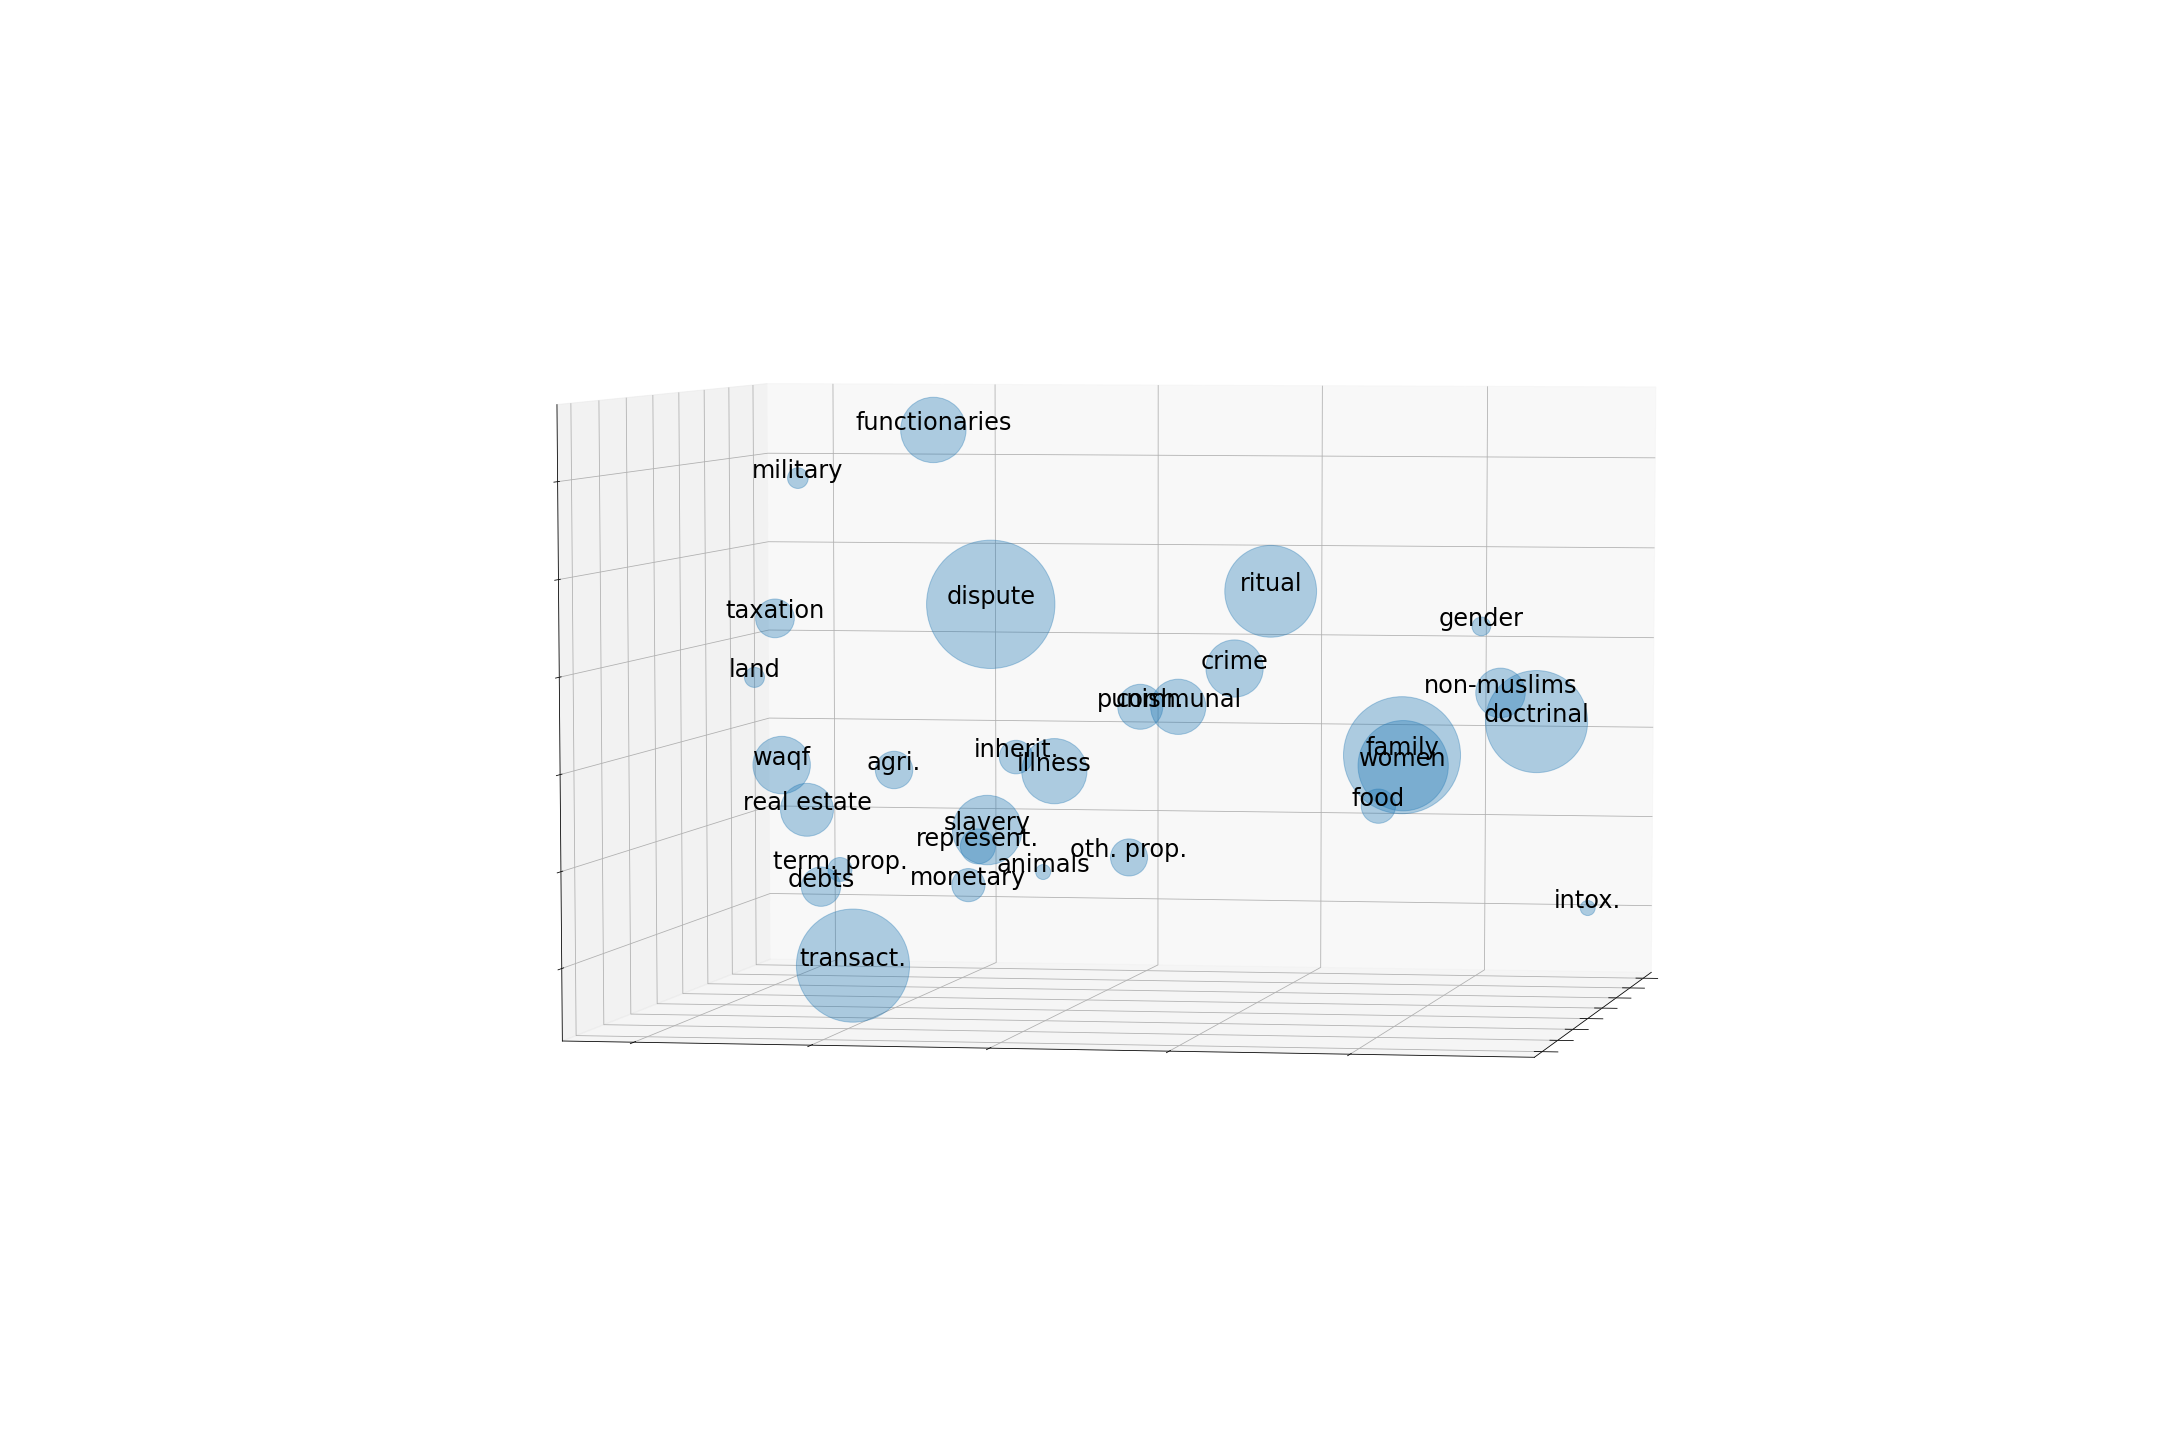 functionaries
military
dispute
ritual
taxation
gender
crime
land
non-muslims
punish.
communal
doctrinal
family
women
inherit.
illness
waqf
agri.
food
real estate
slavery
represent.
oth. prop.
term. prop.
animals
debts
monetary
intox.
transact.